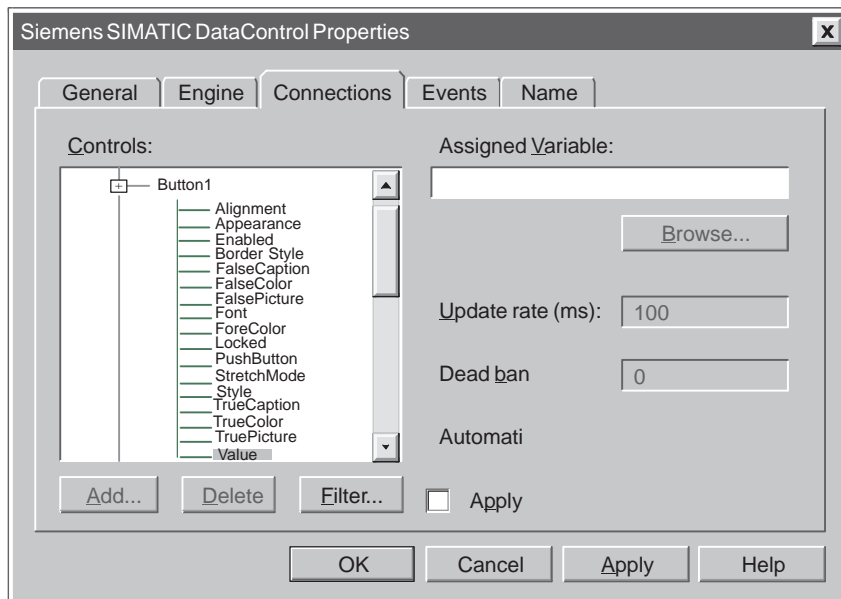 Siemens SIMATIC DataControl Properties X
General Engine Connections Events Name
Controls:
Button1
Alignment
Appearance
Enabled
Border Style
FalseCaption
FalseColor
FalsePicture
Font
ForeColor
Locked
PushButton
StretchMode
Style
TrueCaption
TrueColor
TruePicture
Value
Add... Delete Filter...
Assigned Variable:
Browse...
Update rate (ms): 100
Dead ban 0
Automati
Apply
OK Cancel Apply Help